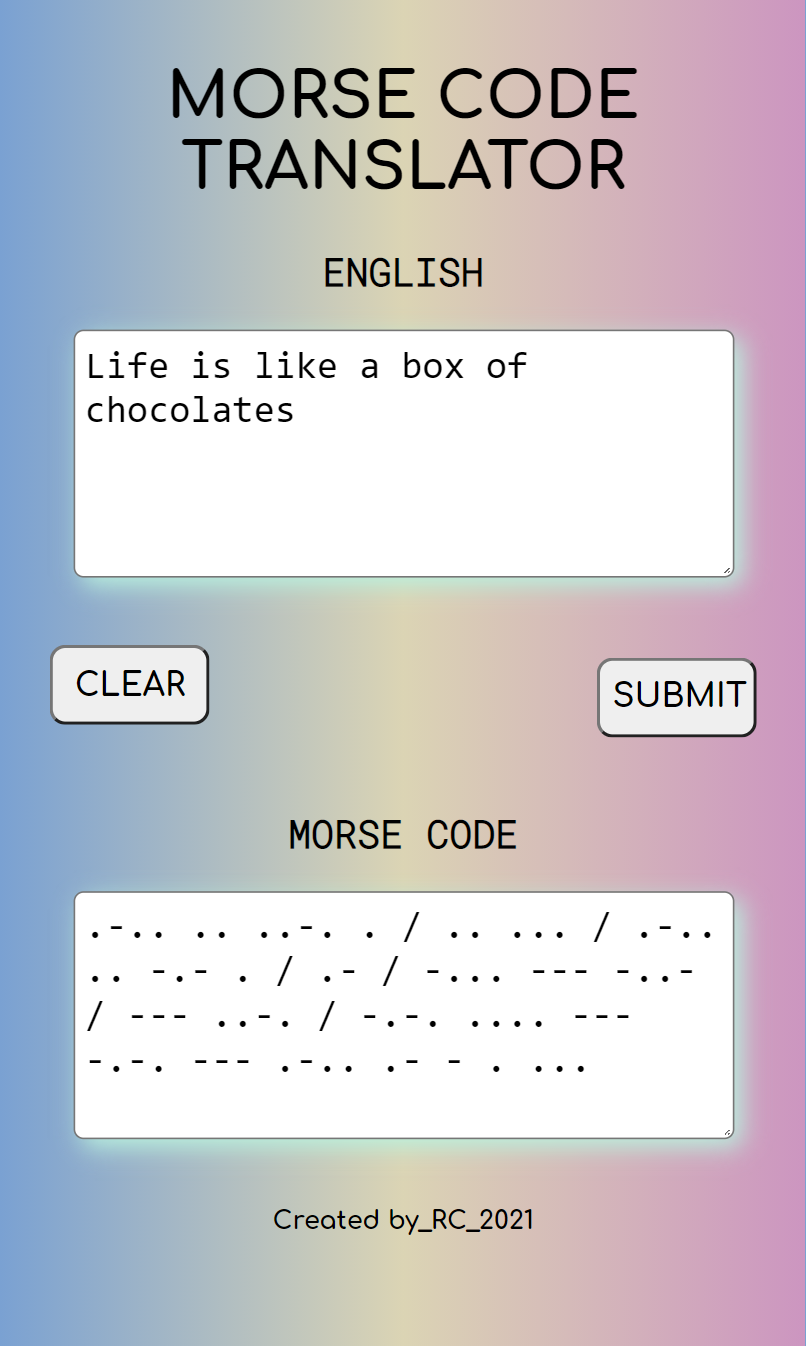 MORSE CODE
TRANSLATOR
ENGLISH
Life is like a box of
chocolates
CLEAR
SUBMIT
MORSE CODE
.-.. .. ..-. . / .. ... / .-..
.. -.- . / .- / -... --- -..-
/ --- ..-. / -.-. .... ---
-.-. --- .-.. .- - . ...
Created by_RC_2021